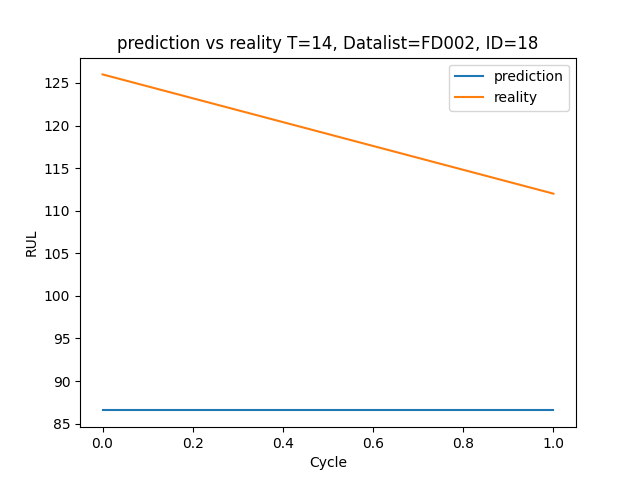 prediction vs reality T=14, Datalist=FD002, ID=18
prediction
reality
125
120
115
110
105
100
95
90
85
RUL
0.0 0.2 0.4 0.6 0.8 1.0
Cycle